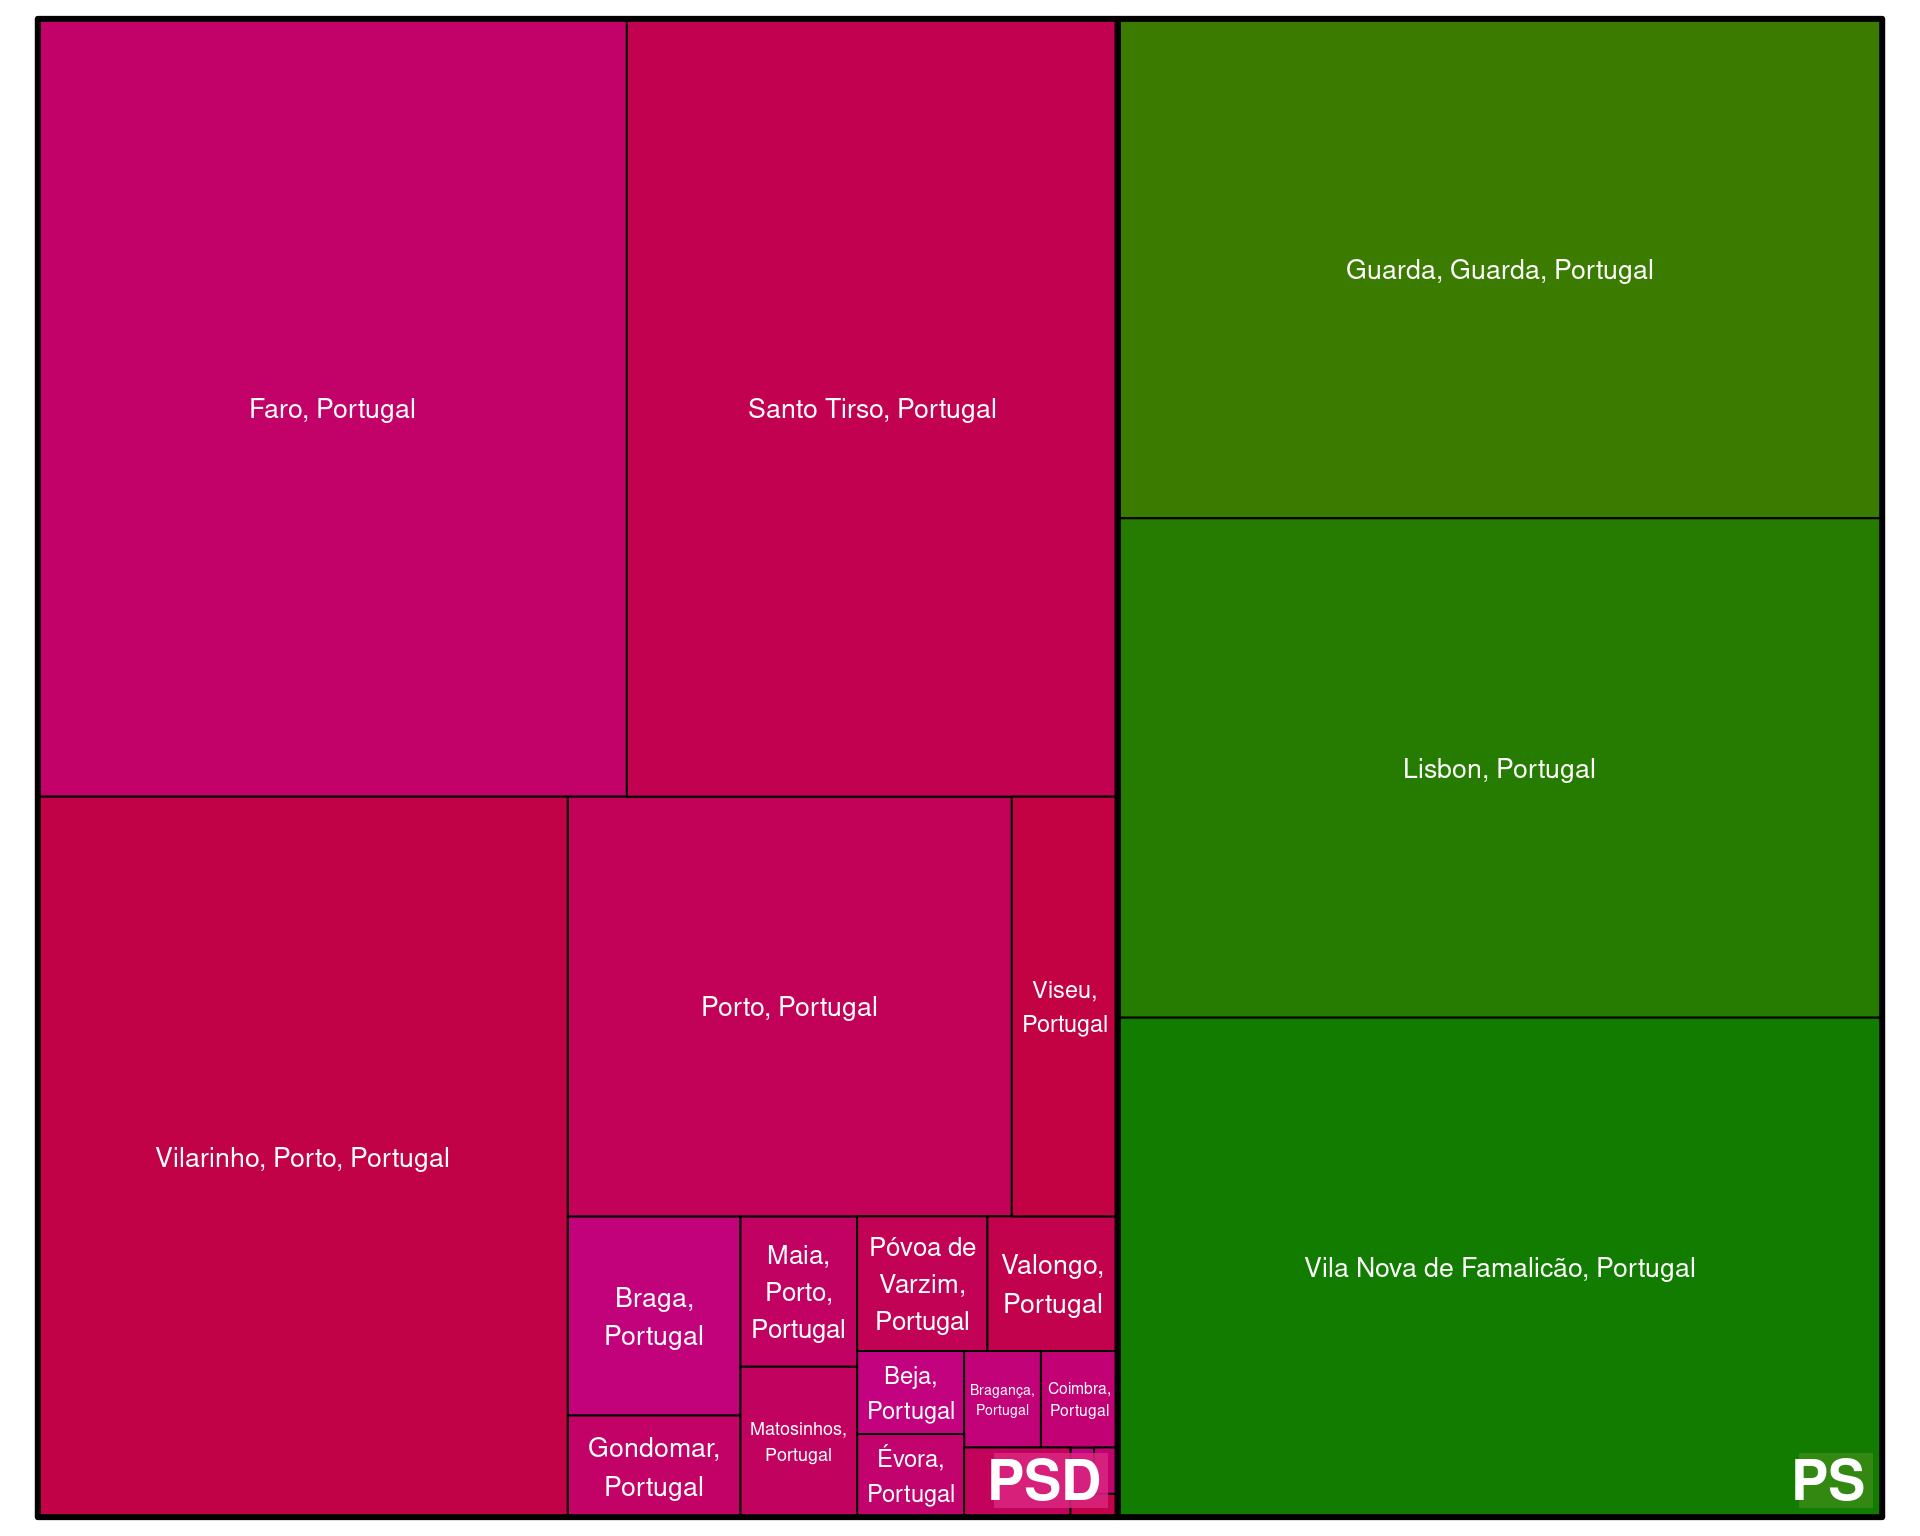 Faro, Portugal
Santo Tirso, Portugal
Guarda, Guarda, Portugal
Lisbon, Portugal
Vilarinho, Porto, Portugal
Porto, Portugal
Viseu,
Portugal
Vila Nova de Famalicão, Portugal
Braga,
Portugal
Maia,
Porto,
Portugal
Póvoa de
Varzim,
Portugal
Valongo,
Portugal
Gondomar,
Portugal
Matosinhos,
Portugal
Beja,
Portugal
Bragança,
Portugal
Coimbra,
Portugal
Évora,
Portugal
PSD
PS